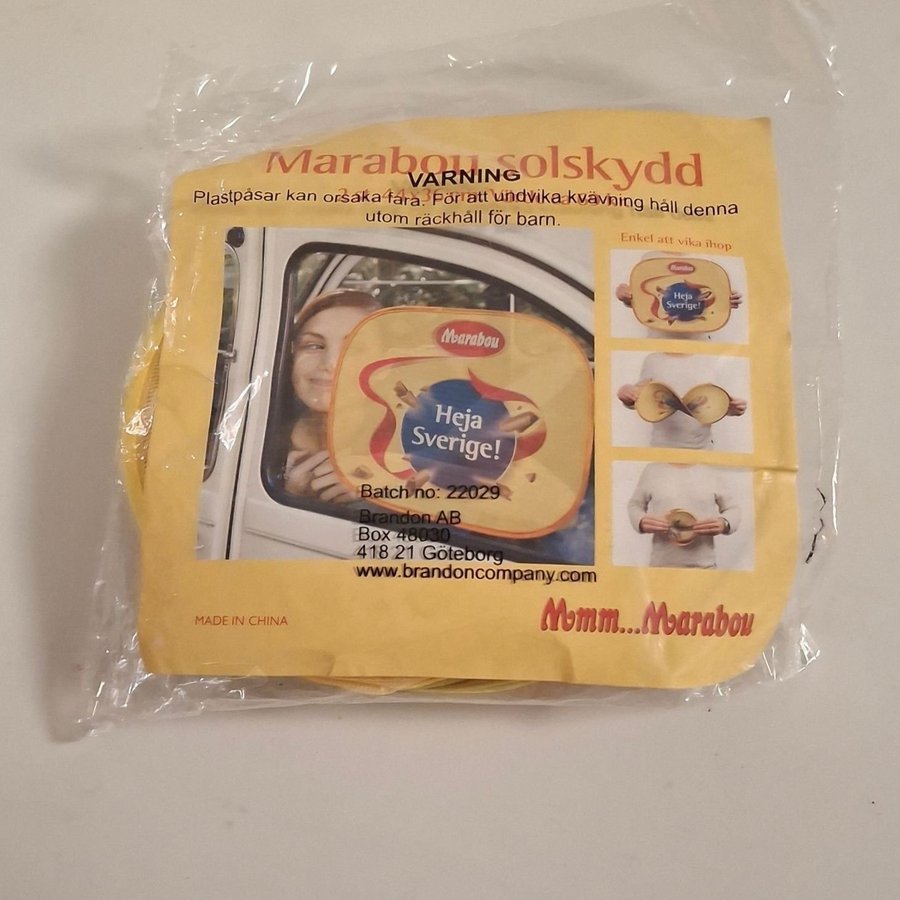 Marabou solskydd
VARNING
Plastpåsar kan orsaka fara. För att undvika kvävning håll denna
utom räckhåll för barn.
Enkel att vika ihop
Marabou
Heja
Sverige!
Marabou
Heja
Sverige!
Batch no: 22029
Brandon AB
Box 48030
418 21 Göteborg
www.brandoncompany.com
MADE IN CHINA
Mmm...Marabou